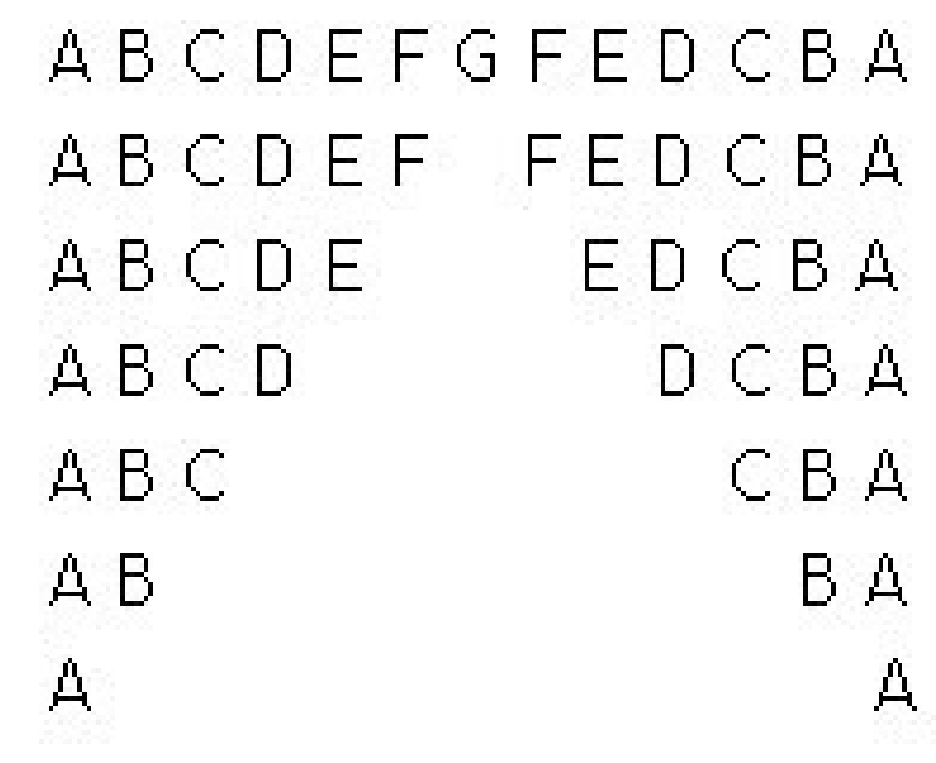 A B C D E F G F E D C B A
A B C D E F   F E D C B A
A B C D E       E D C B A
A B C D           D C B A
A B C               C B A
A B                   B A
A                       A